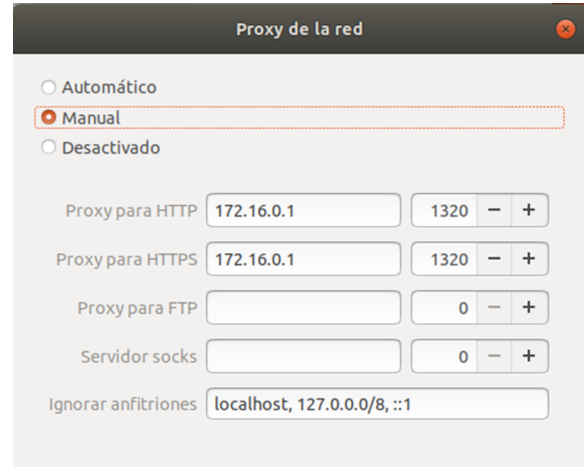 Proxy de la red
Automático
Manual
Desactivado
Proxy para HTTP 172.16.0.1 1320 − +
Proxy para HTTPS 172.16.0.1 1320 − +
Proxy para FTP 0 − +
Servidor socks 0 − +
Ignorar anfitriones localhost, 127.0.0.0/8, ::1